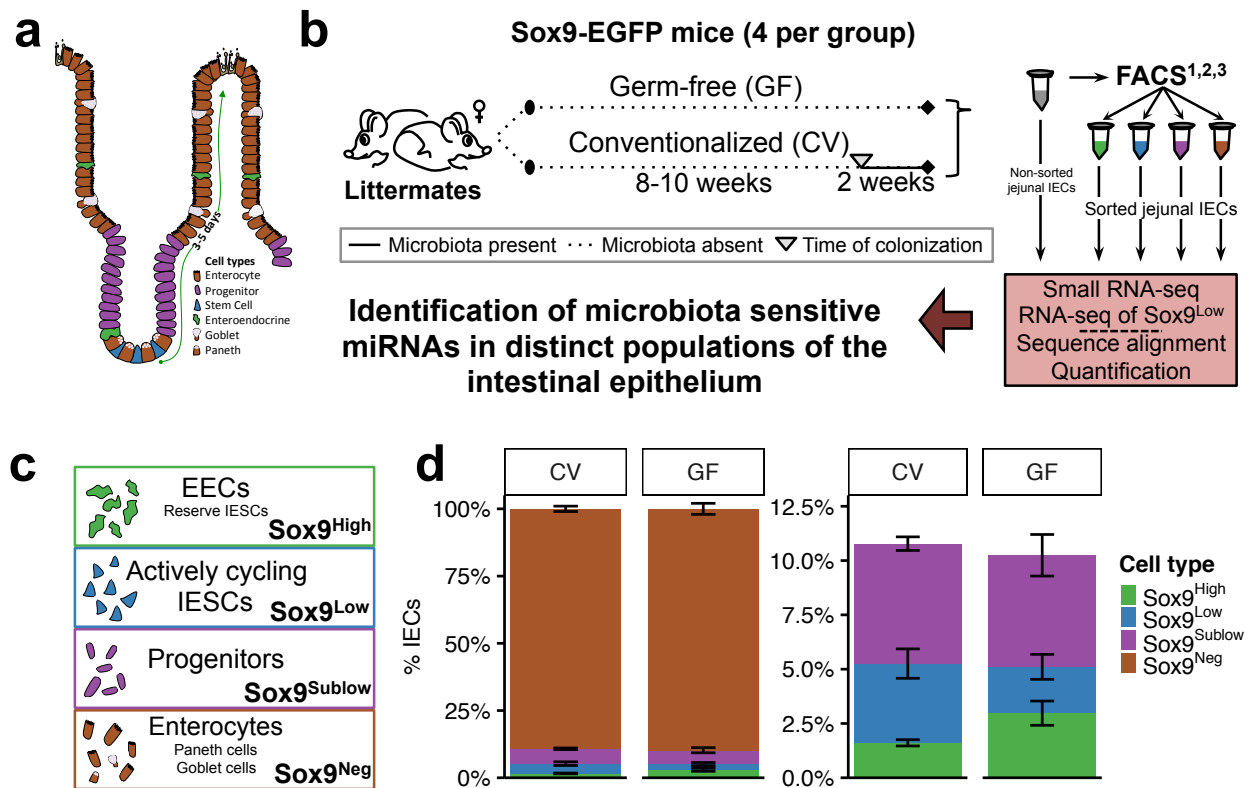 a
3-5 days
Cell types
Enterocyte
Progenitor
Stem Cell
Enteroendocrine
Goblet
Paneth
b
Sox9-EGFP mice (4 per group)
♀
Littermates
Germ-free (GF)
Conventionalized (CV)
8-10 weeks
2 weeks
Microbiota present
Microbiota absent
Time of colonization
FACS1,2,3
Non-sorted
jejunal IECs
Sorted jejunal IECs
Small RNA-seq
RNA-seq of Sox9Low
Sequence alignment
Quantification
Identification of microbiota sensitive
miRNAs in distinct populations of the
intestinal epithelium
c
EECs
Reserve IESCs
Sox9High
Actively cycling
IESCs
Sox9Low
Progenitors
Sox9Sublow
Enterocytes
Paneth cells
Goblet cells
Sox9Neg
d
% IECs
CV
GF
100%
75%
50%
25%
0%
CV
GF
12.5%
10.0%
7.5%
5.0%
2.5%
0.0%
Cell type
Sox9High
Sox9Low
Sox9Sublow
Sox9Neg